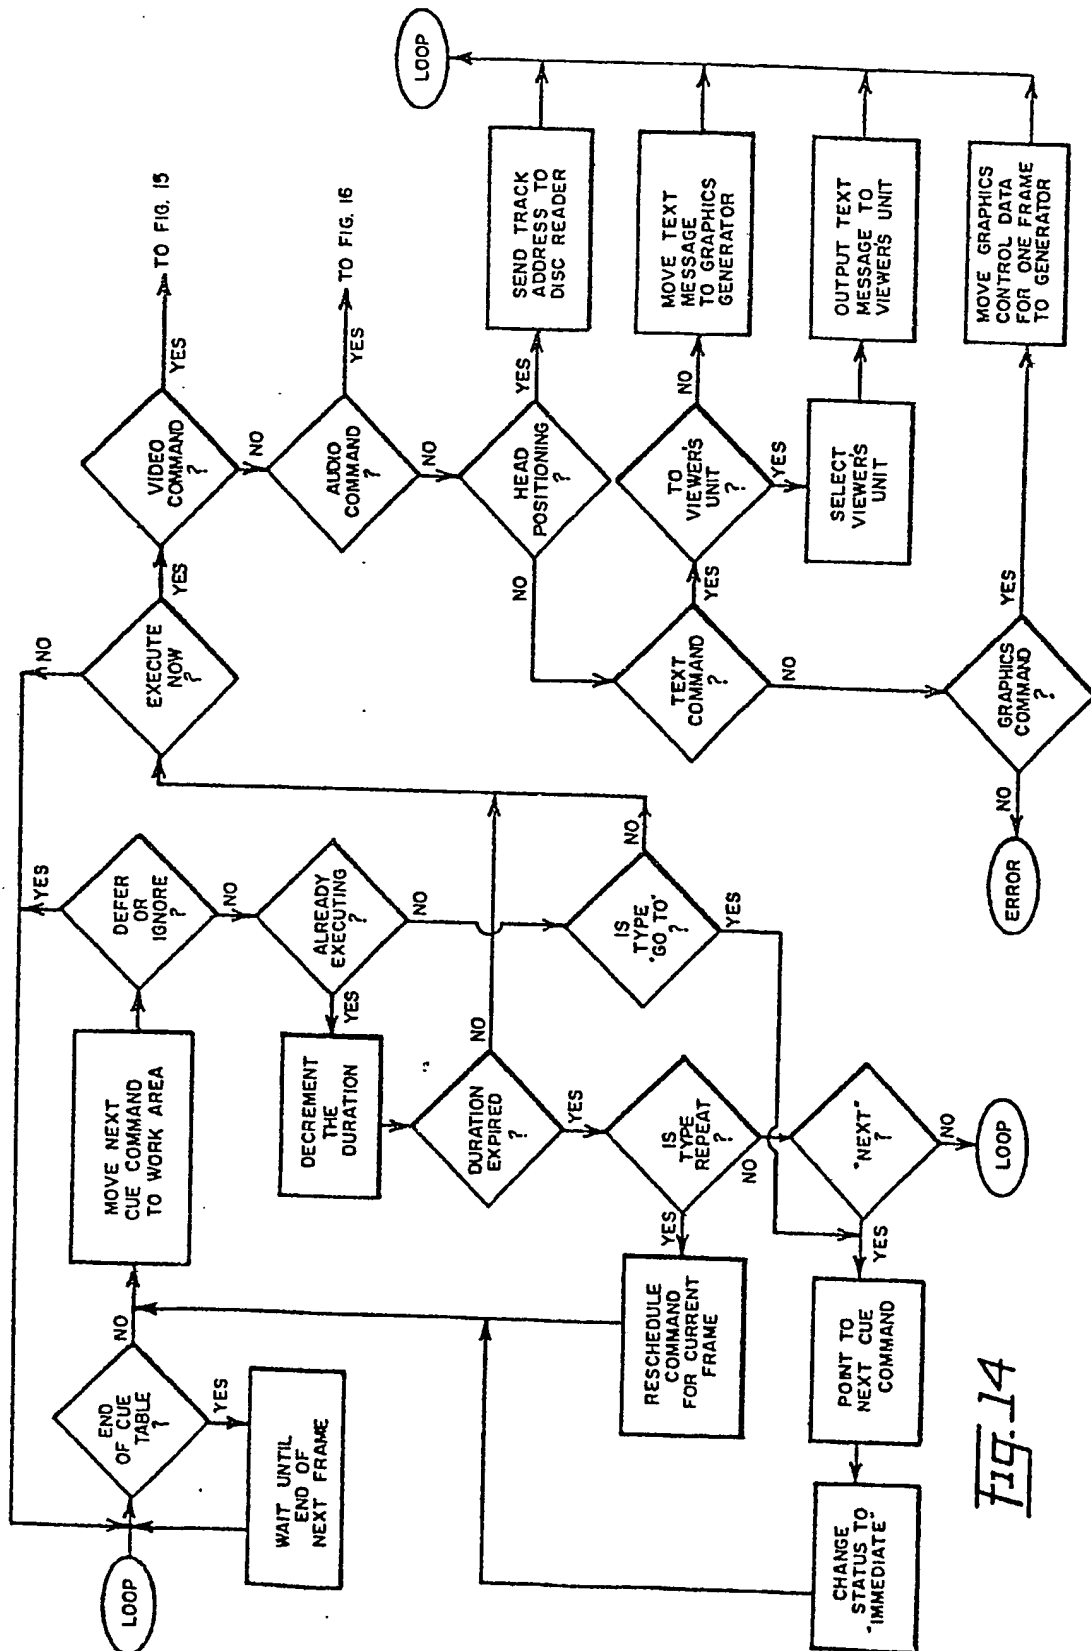 LOOP
END
OF CUE
TABLE
?
NO
YES
WAIT UNTIL
END OF
NEXT FRAME
MOVE NEXT
CUE COMMAND
TO WORK AREA
DEFER
OR
IGNORE
?
YES
NO
ALREADY
EXECUTING
?
YES
NO
DECREMENT
THE
DURATION
DURATION
EXPIRED
?
NO
YES
IS
TYPE
REPEAT
?
YES
NO
RESCHEDULE
COMMAND
FOR CURRENT
FRAME
IS
TYPE
"GO TO"
?
NO
YES
"NEXT"
?
YES
NO
LOOP
POINT TO
NEXT CUE
COMMAND
CHANGE
STATUS TO
"IMMEDIATE"
EXECUTE
NOW
?
NO
YES
VIDEO
COMMAND
?
YES
TO FIG. 15
NO
AUDIO
COMMAND
?
YES
TO FIG. 16
NO
HEAD
POSITIONING
?
YES
NO
SEND TRACK
ADDRESS TO
DISC READER
LOOP
TEXT
COMMAND
?
YES
NO
TO
VIEWER'S
UNIT
?
NO
YES
MOVE TEXT
MESSAGE
TO GRAPHICS
GENERATOR
SELECT
VIEWER'S
UNIT
OUTPUT TEXT
MESSAGE TO
VIEWER'S UNIT
GRAPHICS
COMMAND
?
YES
NO
MOVE GRAPHICS
CONTROL DATA
FOR ONE FRAME
TO GENERATOR
ERROR
Fig. 14